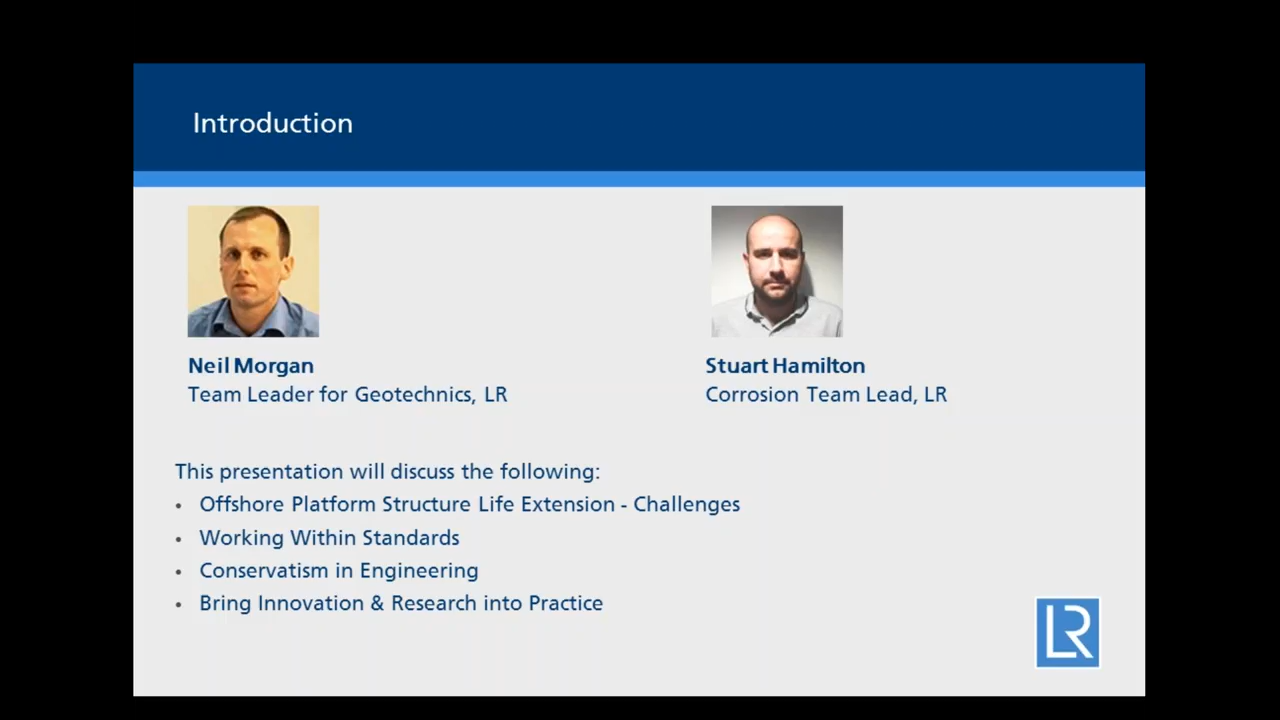 Introduction
Neil Morgan
Team Leader for Geotechnics, LR
Stuart Hamilton
Corrosion Team Lead, LR
This presentation will discuss the following:
• Offshore Platform Structure Life Extension - Challenges
• Working Within Standards
• Conservatism in Engineering
• Bring Innovation & Research into Practice
LR